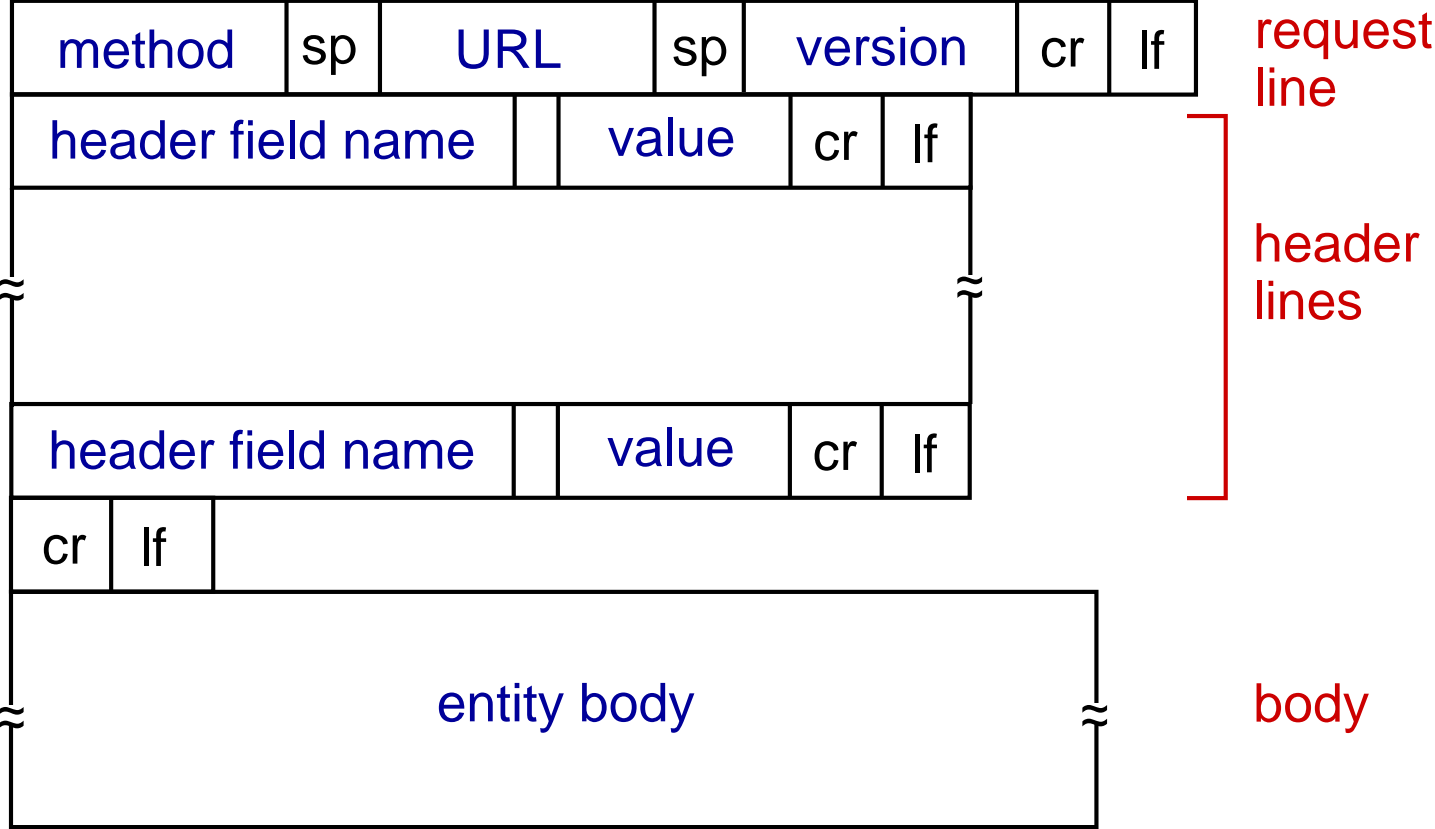 method sp URL sp version cr lf
request
line
header field name value cr lf
header
lines
header field name value cr lf
cr lf
entity body
body